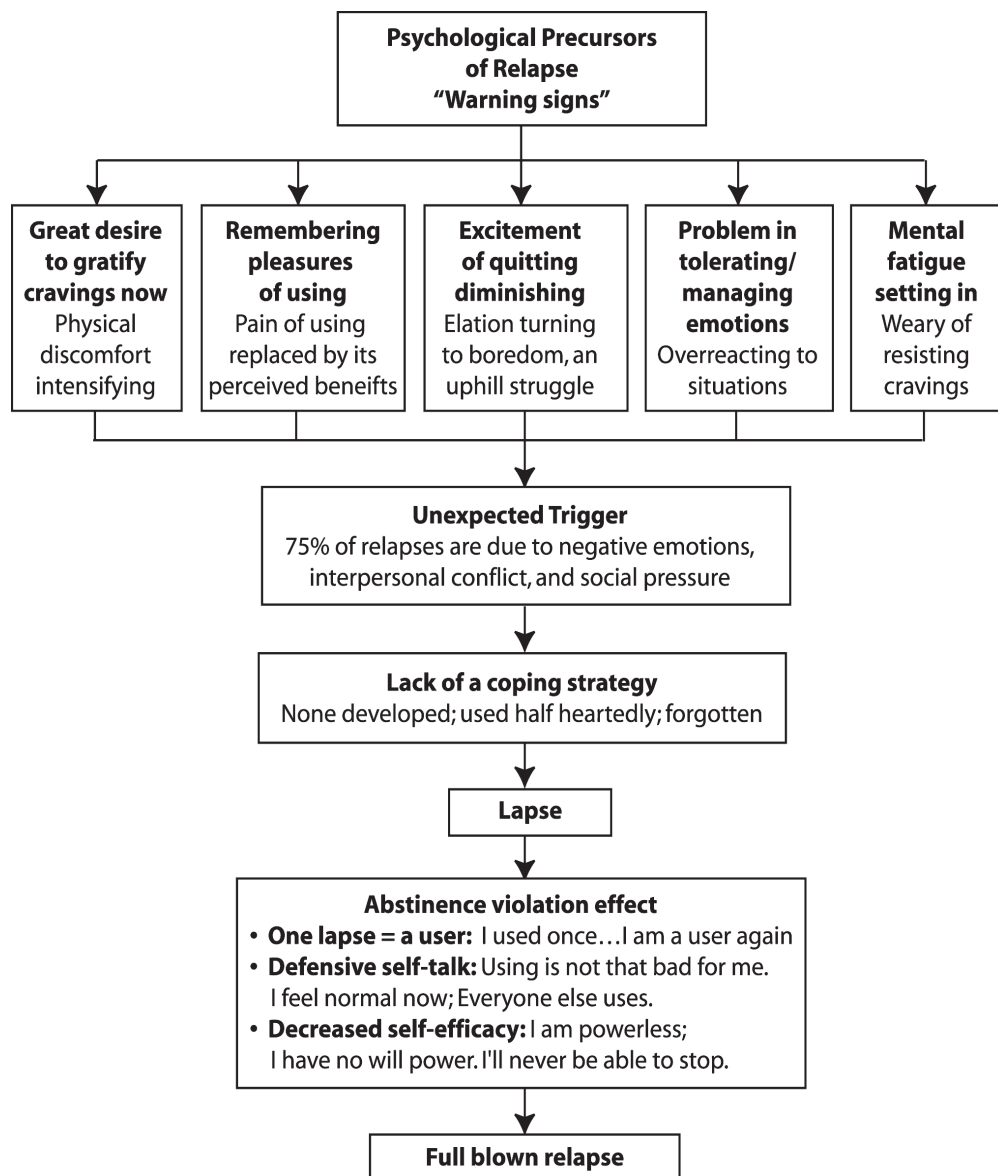 Psychological Precursors
of Relapse
“Warning signs”
Great desire
to gratify
cravings now
Physical
discomfort
intensifying
Remembering
pleasures
of using
Pain of using
replaced by its
perceived beneifts
Excitement
of quitting
diminishing
Elation turning
to boredom, an
uphill struggle
Problem in
tolerating/
managing
emotions
Overreacting to
situations
Mental
fatigue
setting in
Weary of
resisting
cravings
Unexpected Trigger
75% of relapses are due to negative emotions,
interpersonal conflict, and social pressure
Lack of a coping strategy
None developed; used half heartedly; forgotten
Lapse
Abstinence violation effect
• One lapse = a user: I used once…I am a user again
• Defensive self-talk: Using is not that bad for me.
I feel normal now; Everyone else uses.
• Decreased self-efficacy: I am powerless;
I have no will power. I'll never be able to stop.
Full blown relapse